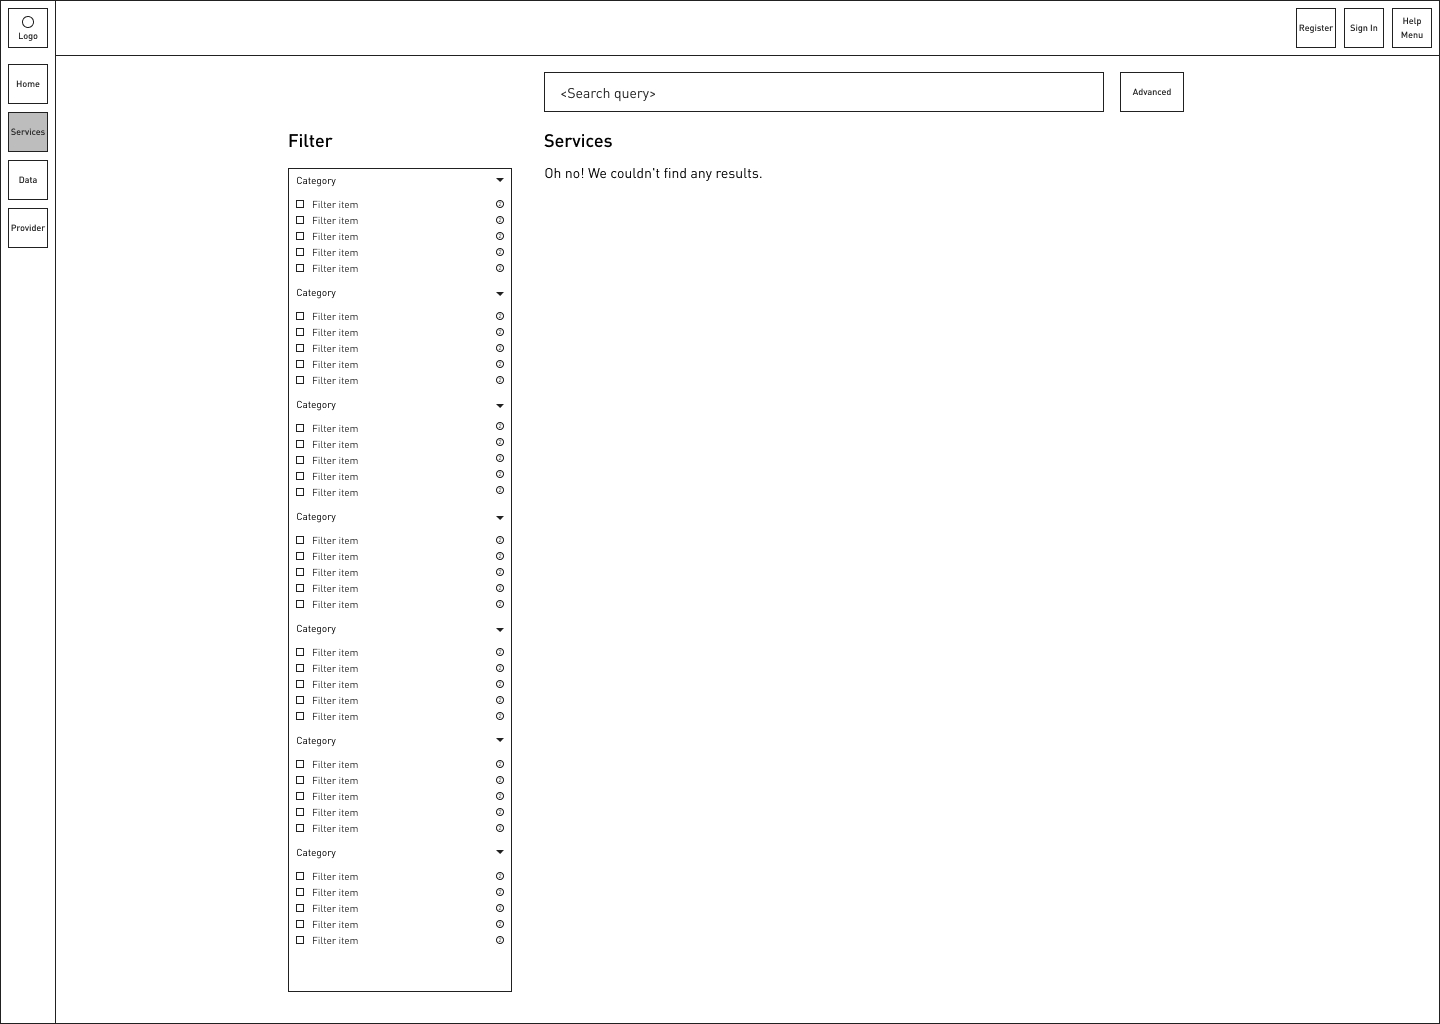 Logo
Register
Sign In
Help
Menu
Home
Services
Data
Provider
<Search query>
Advanced
Filter
Services
Oh no! We couldn't find any results.
Category
Filter item
Filter item
Filter item
Filter item
Filter item
Category
Filter item
Filter item
Filter item
Filter item
Filter item
Category
Filter item
Filter item
Filter item
Filter item
Filter item
Category
Filter item
Filter item
Filter item
Filter item
Filter item
Category
Filter item
Filter item
Filter item
Filter item
Filter item
Category
Filter item
Filter item
Filter item
Filter item
Filter item
Category
Filter item
Filter item
Filter item
Filter item
Filter item